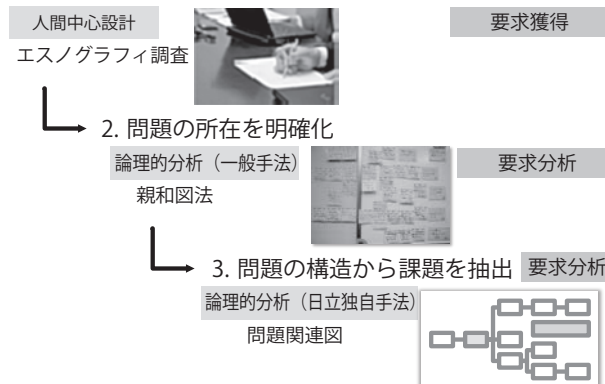 人間中心設計
要求獲得
エスノグラフィ調査
2. 問題の所在を明確化
論理的分析（一般手法）
要求分析
親和図法
3. 問題の構造から課題を抽出
要求分析
論理的分析（日立独自手法）
問題関連図